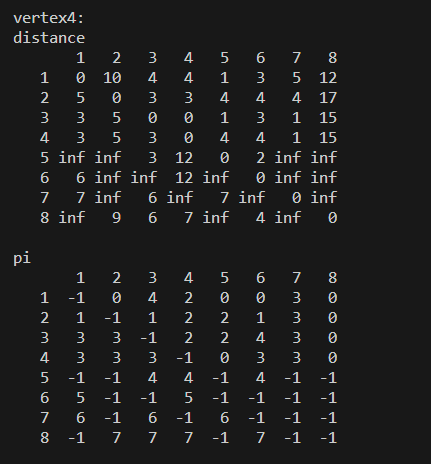 vertex4:
distance
1 2 3 4 5 6 7 8
1 0 10 4 4 1 3 5 12
2 5 0 3 3 4 4 4 17
3 3 5 0 0 1 3 1 15
4 3 5 3 0 4 4 1 15
5 inf inf 3 12 0 2 inf inf
6 6 inf inf 12 inf 0 inf inf
7 7 inf 6 inf 7 inf 0 inf
8 inf 9 6 7 inf 4 inf 0
pi
1 2 3 4 5 6 7 8
1 -1 0 4 2 0 0 3 0
2 1 -1 1 2 2 1 3 0
3 3 3 -1 2 2 4 3 0
4 3 3 3 -1 0 3 3 0
5 -1 -1 4 4 -1 4 -1 -1
6 5 -1 -1 5 -1 -1 -1 -1
7 6 -1 6 -1 6 -1 -1 -1
8 -1 7 7 7 -1 7 -1 -1